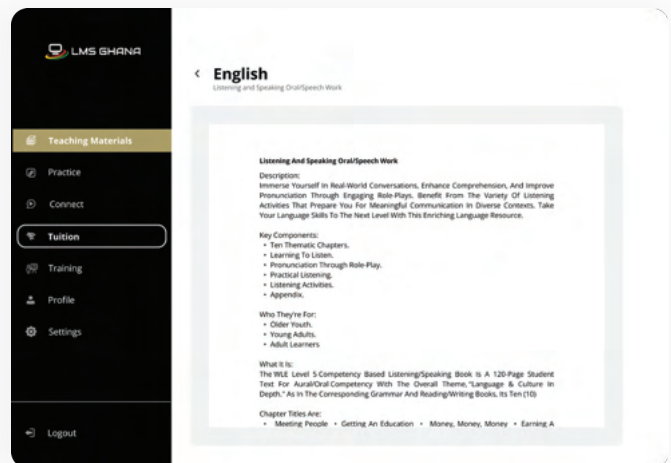 LMS GHANA
Teaching Materials
Practice
Connect
Tuition
Training
Profile
Settings
Logout
English
Listening and Speaking Oral/Speech Work
Listening And Speaking Oral/Speech Work
Description:
Immerse Yourself In Real-World Conversations, Enhance Comprehension, And Improve
Pronunciation Through Engaging Role-Plays. Benefit From The Variety Of Listening
Activities That Prepare You For Meaningful Communication In Diverse Contexts. Take
Your Language Skills To The Next Level With This Enriching Language Resource.
Key Components:
• Ten Thematic Chapters.
• Learning To Listen.
• Pronunciation Through Role-Play.
• Practical Listening.
• Listening Activities.
• Appendix.
Who They're For:
• Older Youth.
• Young Adults.
• Adult Learners
What it Is:
The WLE Level 5 Competency Based Listening/Speaking Book Is A 120-Page Student
Text For Aural/Oral Competency With The Overall Theme, "Language & Culture In
Depth." As In The Corresponding Grammar And Reading/Writing Books, Its Ten (10)
Chapter Titles Are:
• Meeting People • Getting An Education • Money, Money, Money • Earning A